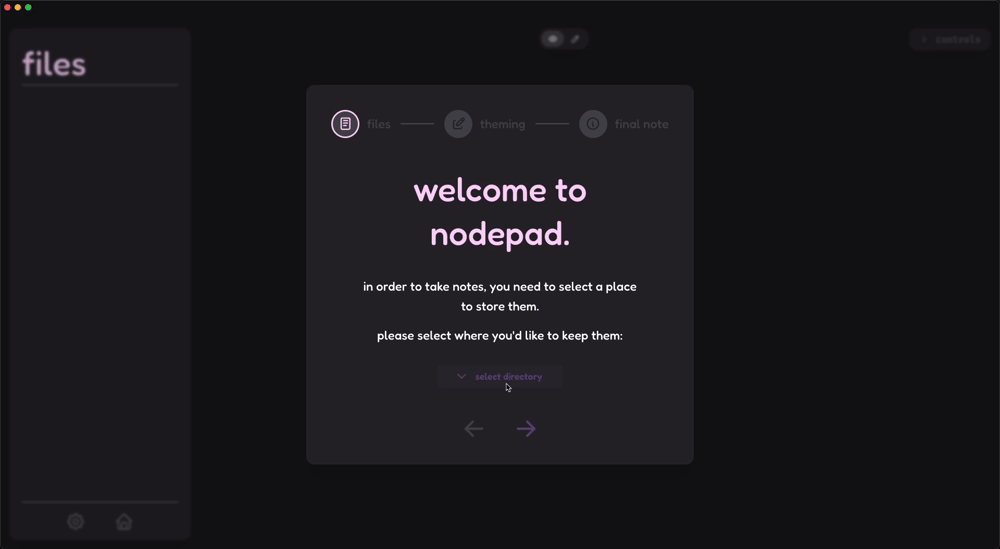 files
controls
files
theming
final note
welcome to
nodepad.
in order to take notes, you need to select a place
to store them.
please select where you'd like to keep them:
select directory